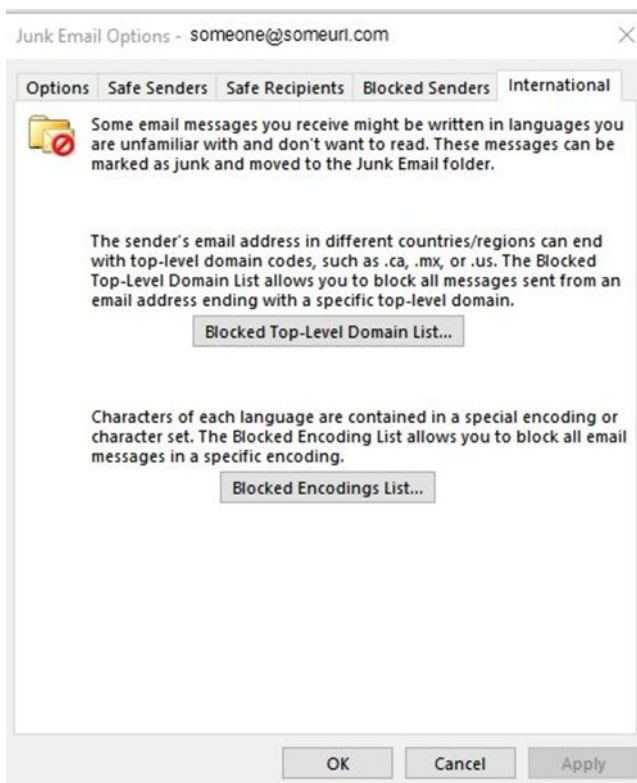 Junk Email Options - someone@someurl.com
Options Safe Senders Safe Recipients Blocked Senders International
Some email messages you receive might be written in languages you
are unfamiliar with and don't want to read. These messages can be
marked as junk and moved to the Junk Email folder.
The sender's email address in different countries/regions can end
with top-level domain codes, such as .ca, .mx, or .us. The Blocked
Top-Level Domain List allows you to block all messages sent from an
email address ending with a specific top-level domain.
Blocked Top-Level Domain List...
Characters of each language are contained in a special encoding or
character set. The Blocked Encoding List allows you to block all email
messages in a specific encoding.
Blocked Encodings List...
OK Cancel Apply